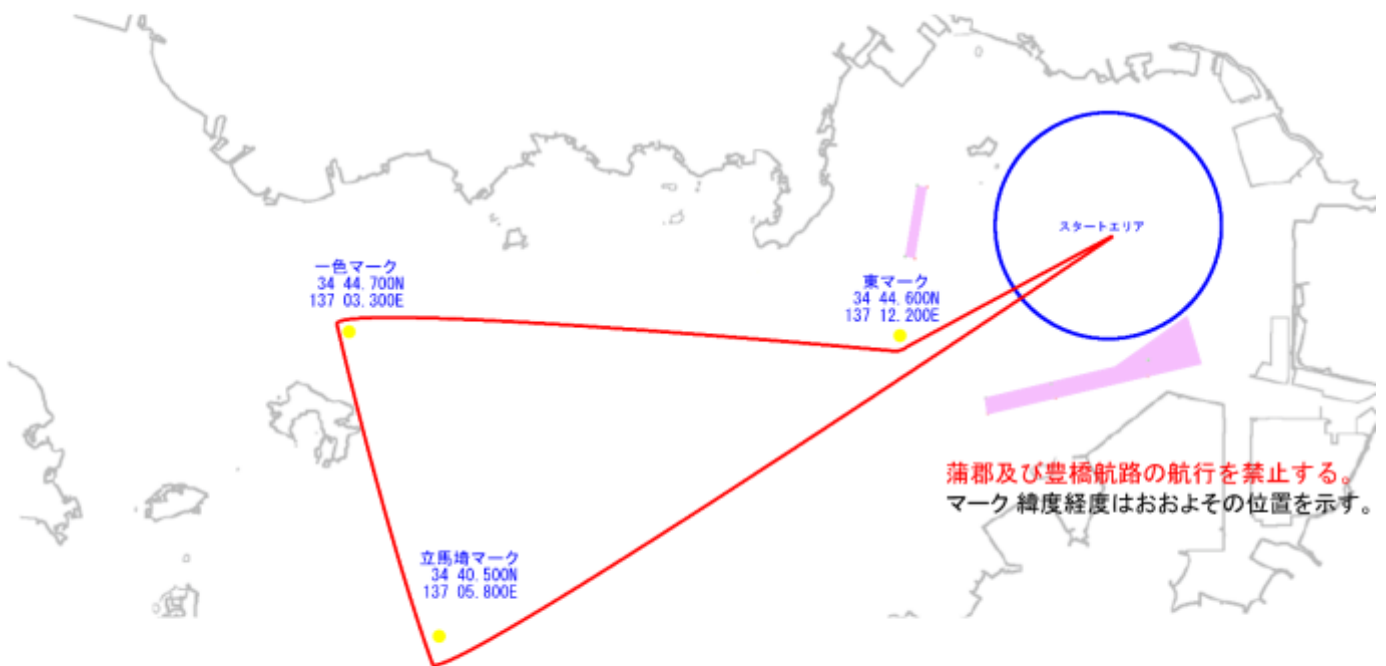 スタートエリア
一色マーク
34 44.700N
137 03.300E
東マーク
34 44.600N
137 12.200E
蒲郡及び豊橋航路の航行を禁止する。
マーク 緯度経度はおおよその位置を示す。
立馬埼マーク
34 40.500N
137 05.800E